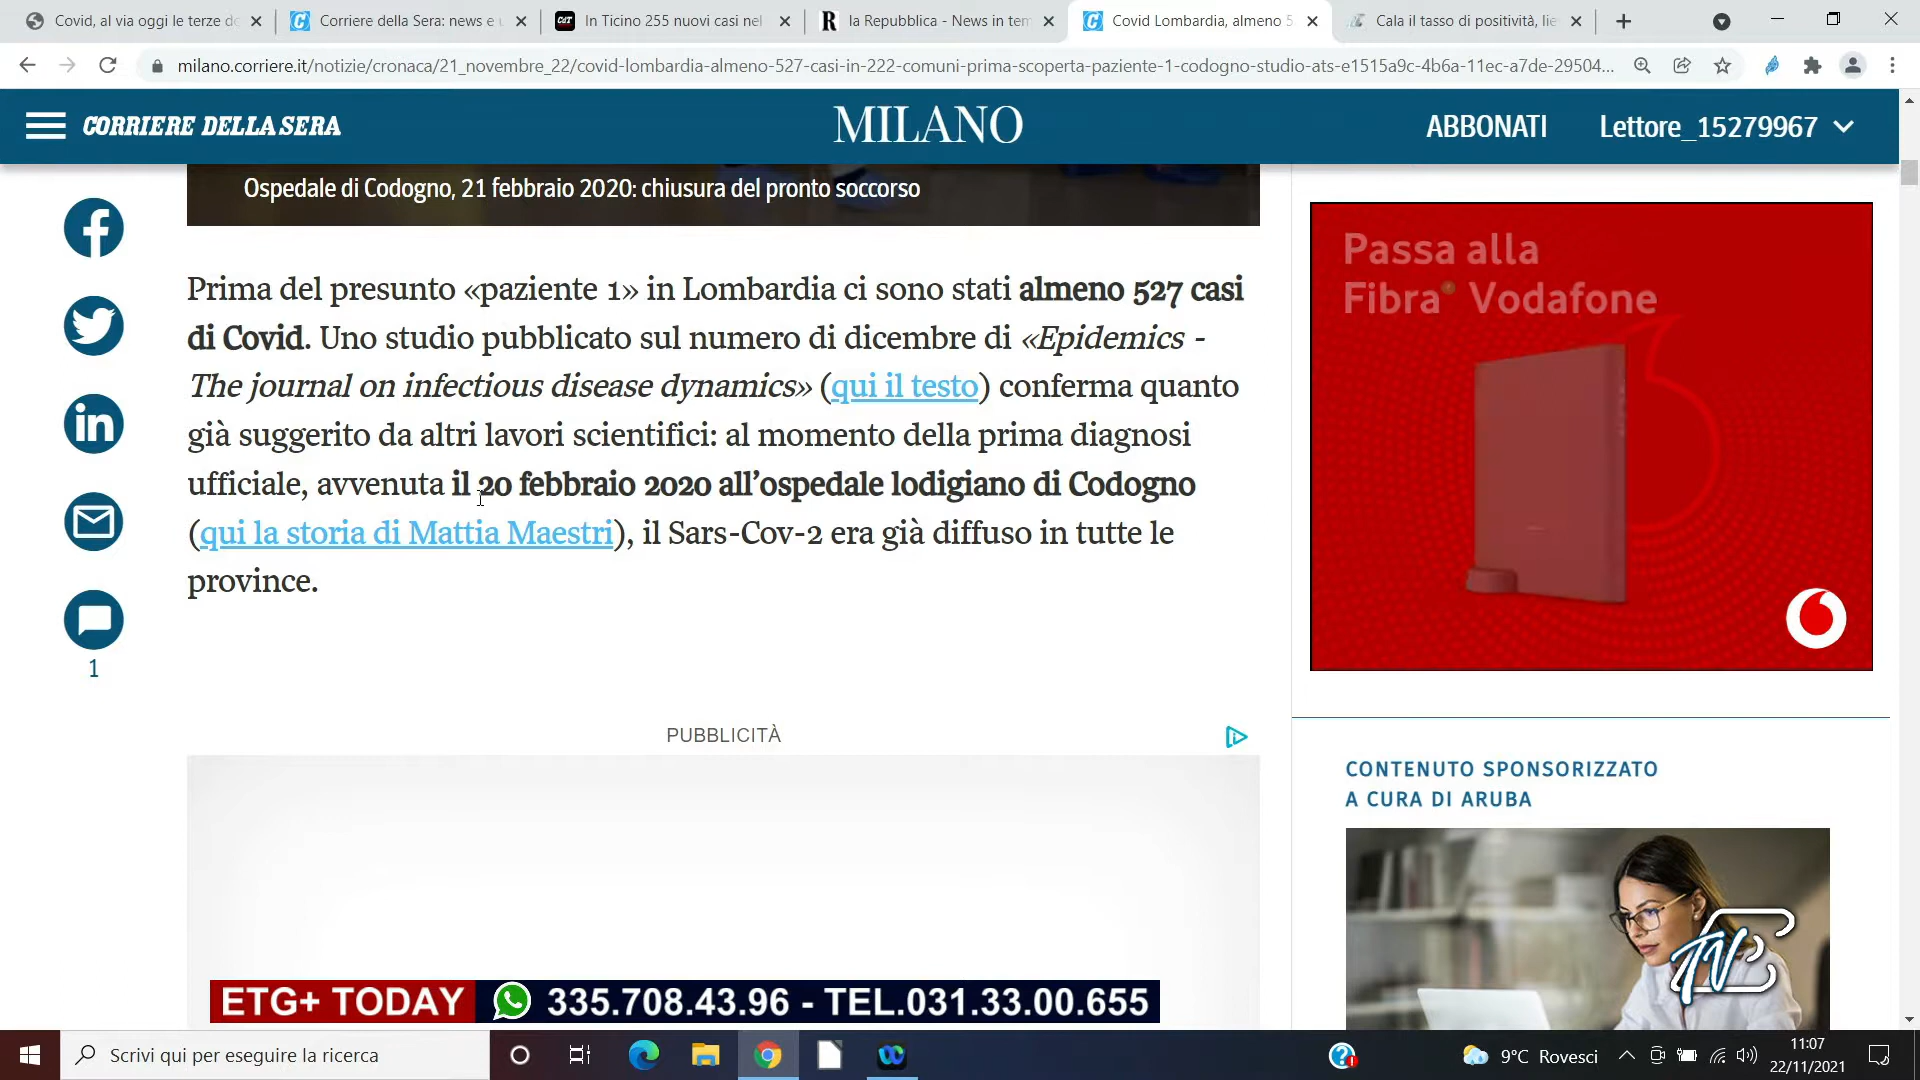 Covid, al via oggi le terze do
Corriere della Sera: news e u
CdT In Ticino 255 nuovi casi nel
R la Repubblica - News in tem
Covid Lombardia, almeno 5
Cala il tasso di positività, lie
milano.corriere.it/notizie/cronaca/21_novembre_22/covid-lombardia-almeno-527-casi-in-222-comuni-prima-scoperta-paziente-1-codogno-studio-ats-e1515a9c-4b6a-11ec-a7de-29504...
CORRIERE DELLA SERA
MILANO
ABBONATI
Lettore_15279967
Ospedale di Codogno, 21 febbraio 2020: chiusura del pronto soccorso
Prima del presunto «paziente 1» in Lombardia ci sono stati almeno 527 casi
di Covid. Uno studio pubblicato sul numero di dicembre di «Epidemics -
The journal on infectious disease dynamics» (qui il testo) conferma quanto
già suggerito da altri lavori scientifici: al momento della prima diagnosi
ufficiale, avvenuta il 20 febbraio 2020 all'ospedale lodigiano di Codogno
(qui la storia di Mattia Maestri), il Sars-Cov-2 era già diffuso in tutte le
province.
1
PUBBLICITÀ
Passa alla
Fibra Vodafone
CONTENUTO SPONSORIZZATO
A CURA DI ARUBA
TV
ETG+ TODAY
335.708.43.96 - TEL.031.33.00.655
Scrivi qui per eseguire la ricerca
9°C Rovesci
11:07
22/11/2021